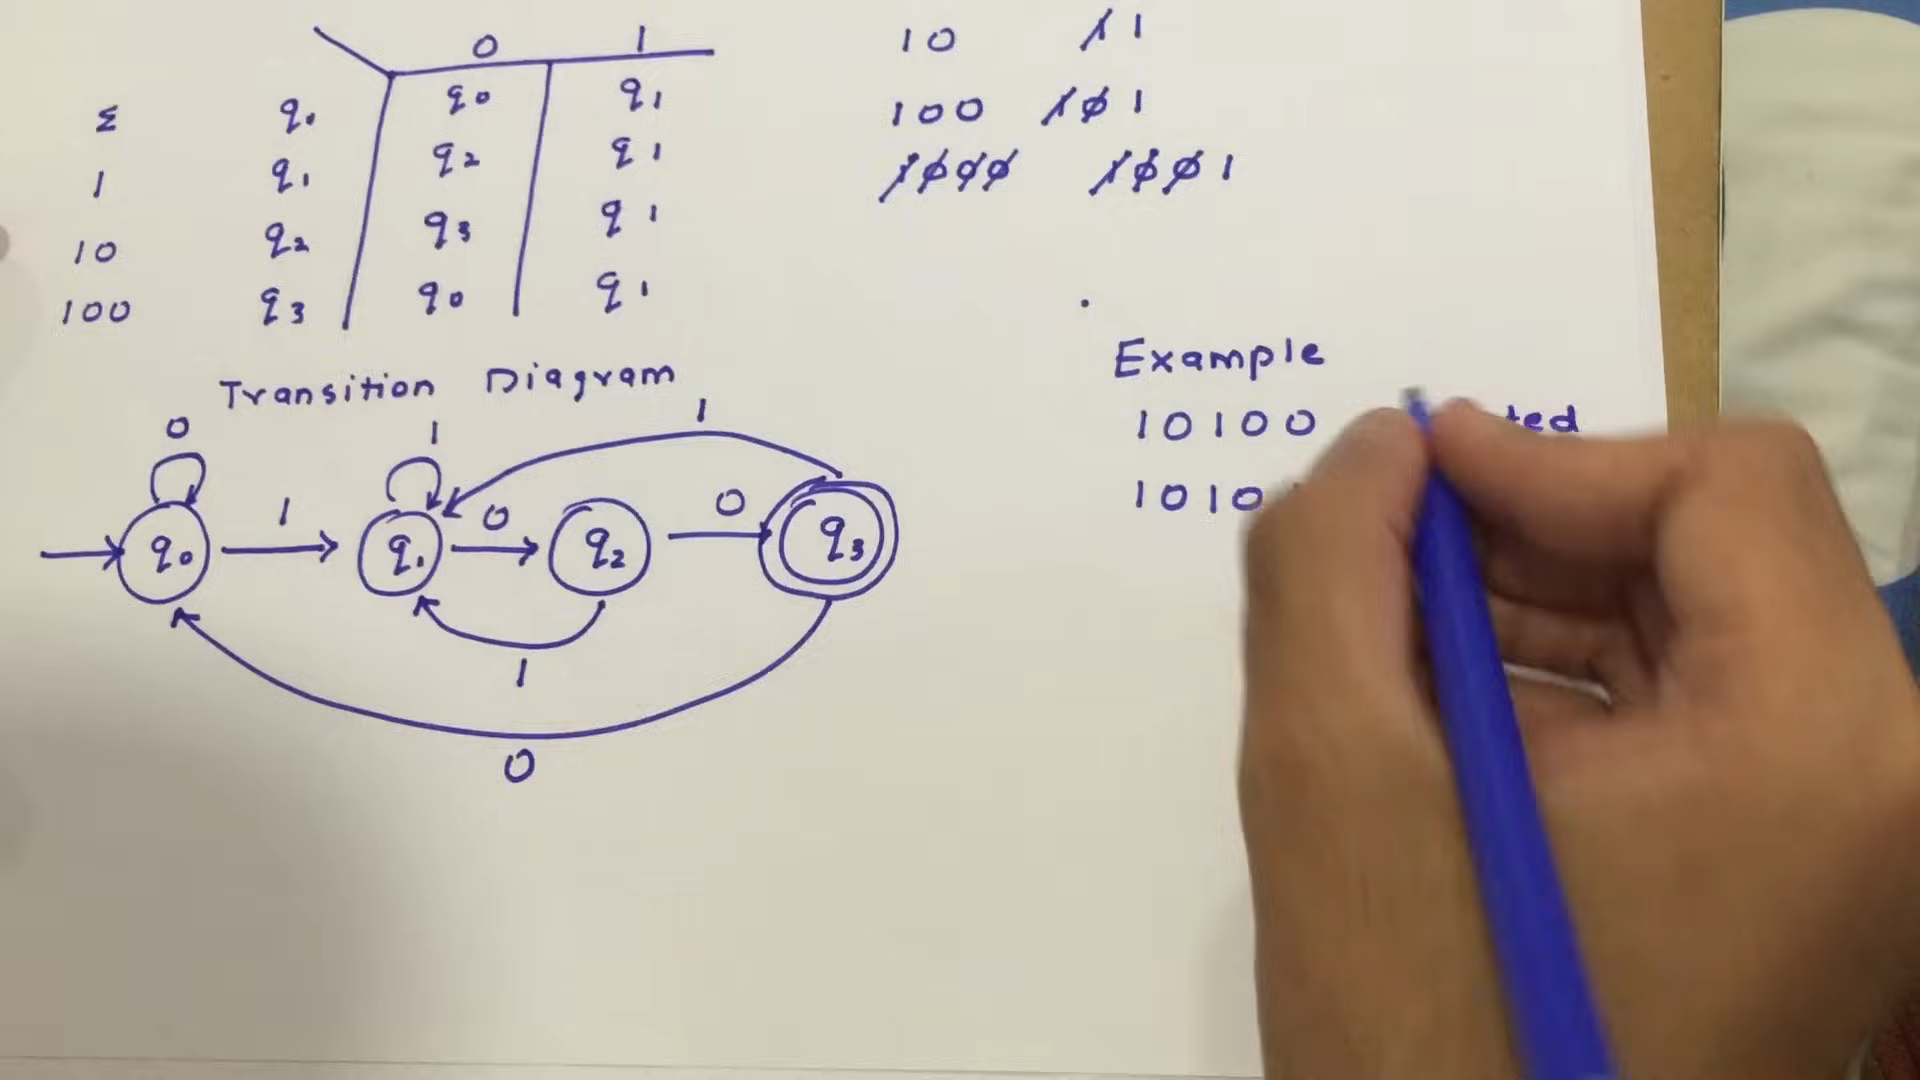 0 1
ε q0 q0 q1
1 q1 q2 q1
10 q2 q3 q1
100 q3 q0 q1
10 11
100 101
1000 1001
Transition Diagram
0 1 1
1 0 0
q0 q1 q2 q3
1
0
Example
10100
1010